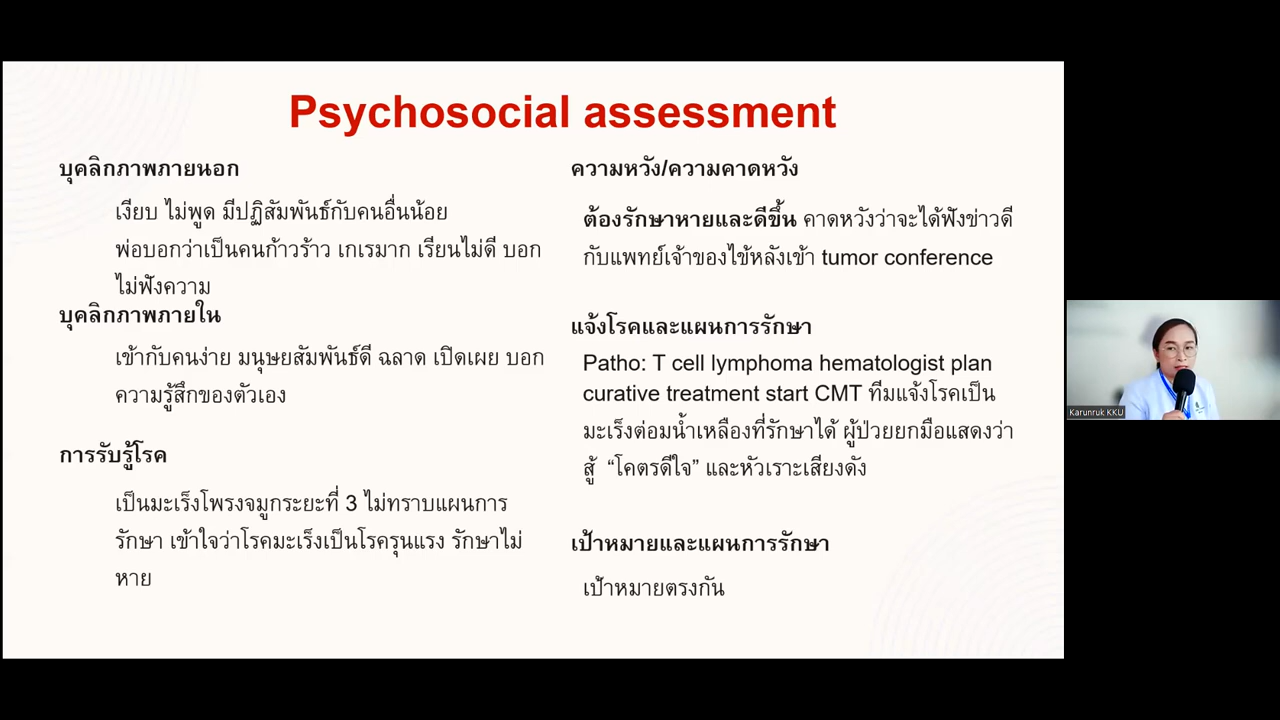 Psychosocial assessment
บุคลิกภาพภายนอก
เงียบ ไม่พูด มีปฏิสัมพันธ์กับคนอื่นน้อย
พ่อบอกว่าเป็นคนก้าวร้าว เกเรมาก เรียนไม่ดี บอก
ไม่ฟังความ
บุคลิกภาพภายใน
เข้ากับคนง่าย มนุษยสัมพันธ์ดี ฉลาด เปิดเผย บอก
ความรู้สึกของตัวเอง
การรับรู้โรค
เป็นมะเร็งโพรงจมูกระยะที่ 3 ไม่ทราบแผนการ
รักษา เข้าใจว่าโรคมะเร็งเป็นโรครุนแรง รักษาไม่
หาย
ความหวัง/ความคาดหวัง
ต้องรักษาหายและดีขึ้น คาดหวังว่าจะได้ฟังข่าวดี
กับแพทย์เจ้าของไข้หลังเข้า tumor conference
แจ้งโรคและแผนการรักษา
Patho: T cell lymphoma hematologist plan
curative treatment start CMT ทีมแจ้งโรคเป็น
มะเร็งต่อมน้ำเหลืองที่รักษาได้ ผู้ป่วยยกมือแสดงว่า
สู้ “โคตรดีใจ” และหัวเราะเสียงดัง
เป้าหมายและแผนการรักษา
เป้าหมายตรงกัน
Karunruk KKU